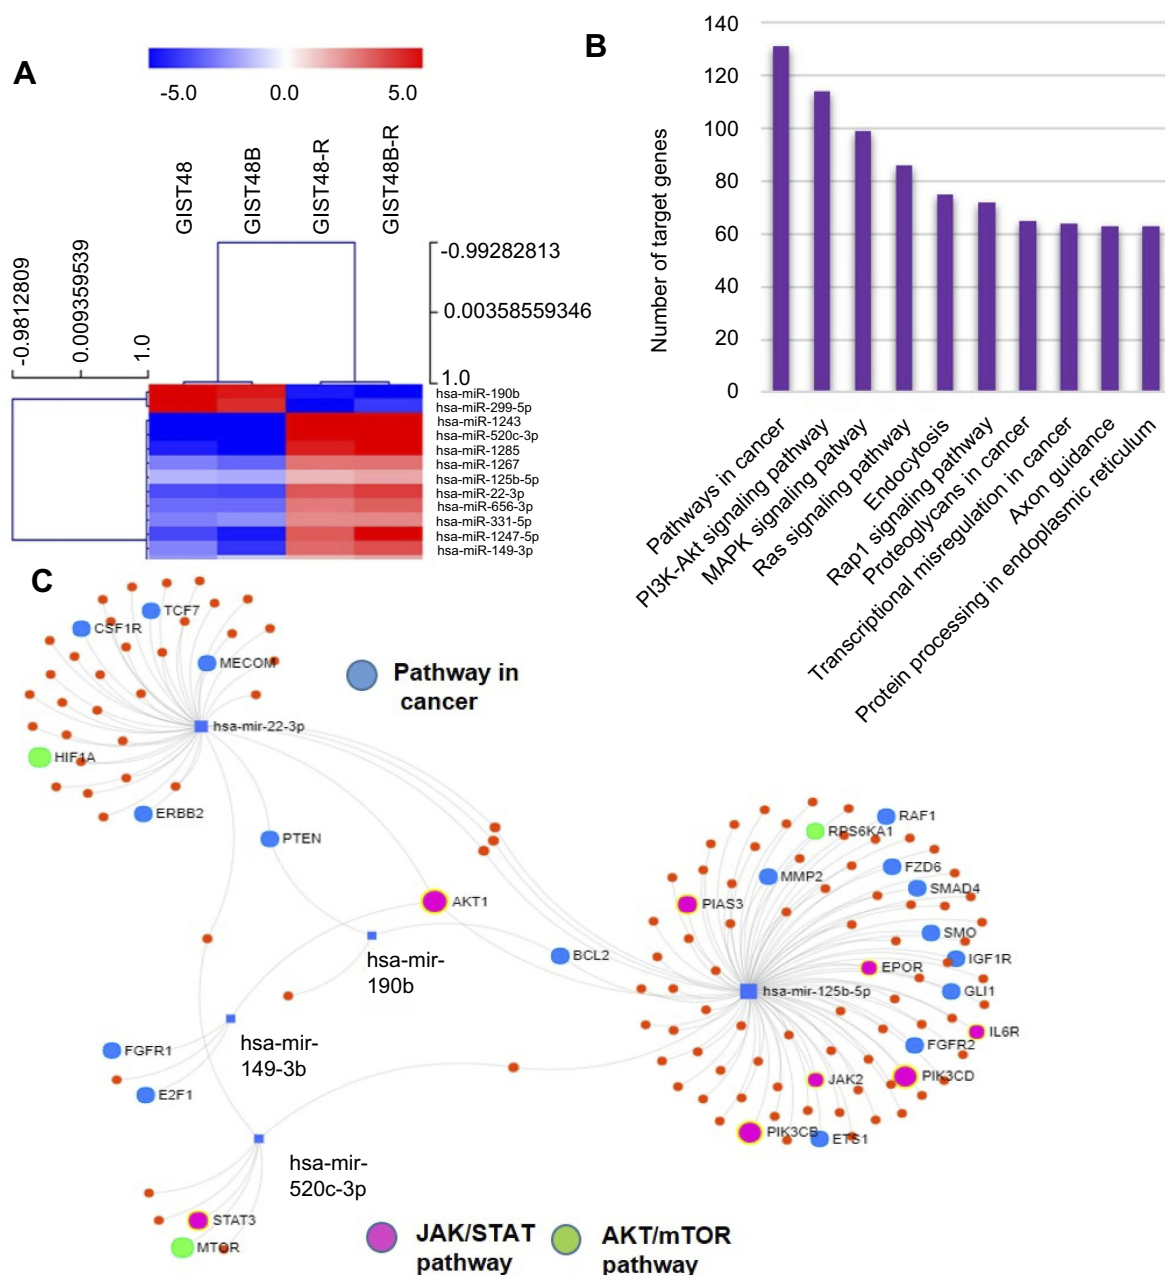 A
-5.0 0.0 5.0
GIST48
GIST48B
GIST48-R
GIST48B-R
-0.9812809
0.009359539
1.0
-0.99282813
0.00358559346
1.0
hsa-miR-190b
hsa-miR-299-5p
hsa-miR-1243
hsa-miR-520c-3p
hsa-miR-1285
hsa-miR-1267
hsa-miR-125b-5p
hsa-miR-22-3p
hsa-miR-656-3p
hsa-miR-331-5p
hsa-miR-1247-5p
hsa-miR-149-3p
B
Number of target genes
140
120
100
80
60
40
20
0
Pathways in cancer
PI3K-Akt signaling pathway
MAPK signaling patway
Ras signaling pathway
Endocytosis
Rap1 signaling pathway
Proteoglycans in cancer
Transcriptional misregulation in cancer
Axon guidance
Protein processing in endoplasmic reticulum
C
TCF7
CSF1R
MECOM
hsa-mir-22-3p
HIF1A
ERBB2
PTEN
Pathway in
cancer
AKT1
hsa-mir-
190b
BCL2
hsa-mir-
149-3b
FGFR1
E2F1
hsa-mir-
520c-3p
STAT3
MTOR
RAF1
RPS6KA1
FZD6
MMP2
SMAD4
PIAS3
SMO
IGF1R
EPOR
hsa-mir-125b-5p
GLI1
IL6R
FGFR2
PIK3CD
JAK2
PIK3CB
ETS1
JAK/STAT
pathway
AKT/mTOR
pathway